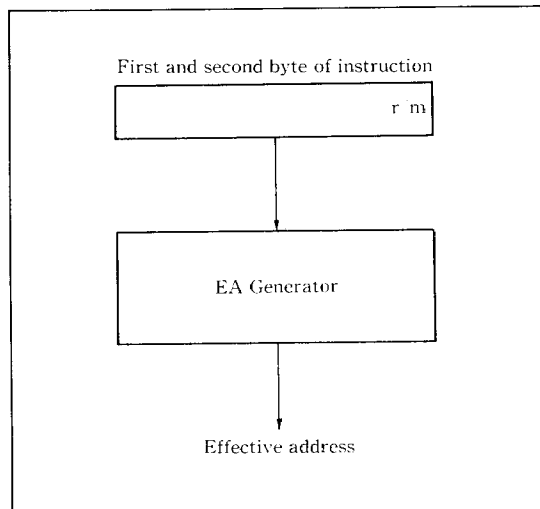 First and second byte of instruction
r/m
EA Generator
Effective address